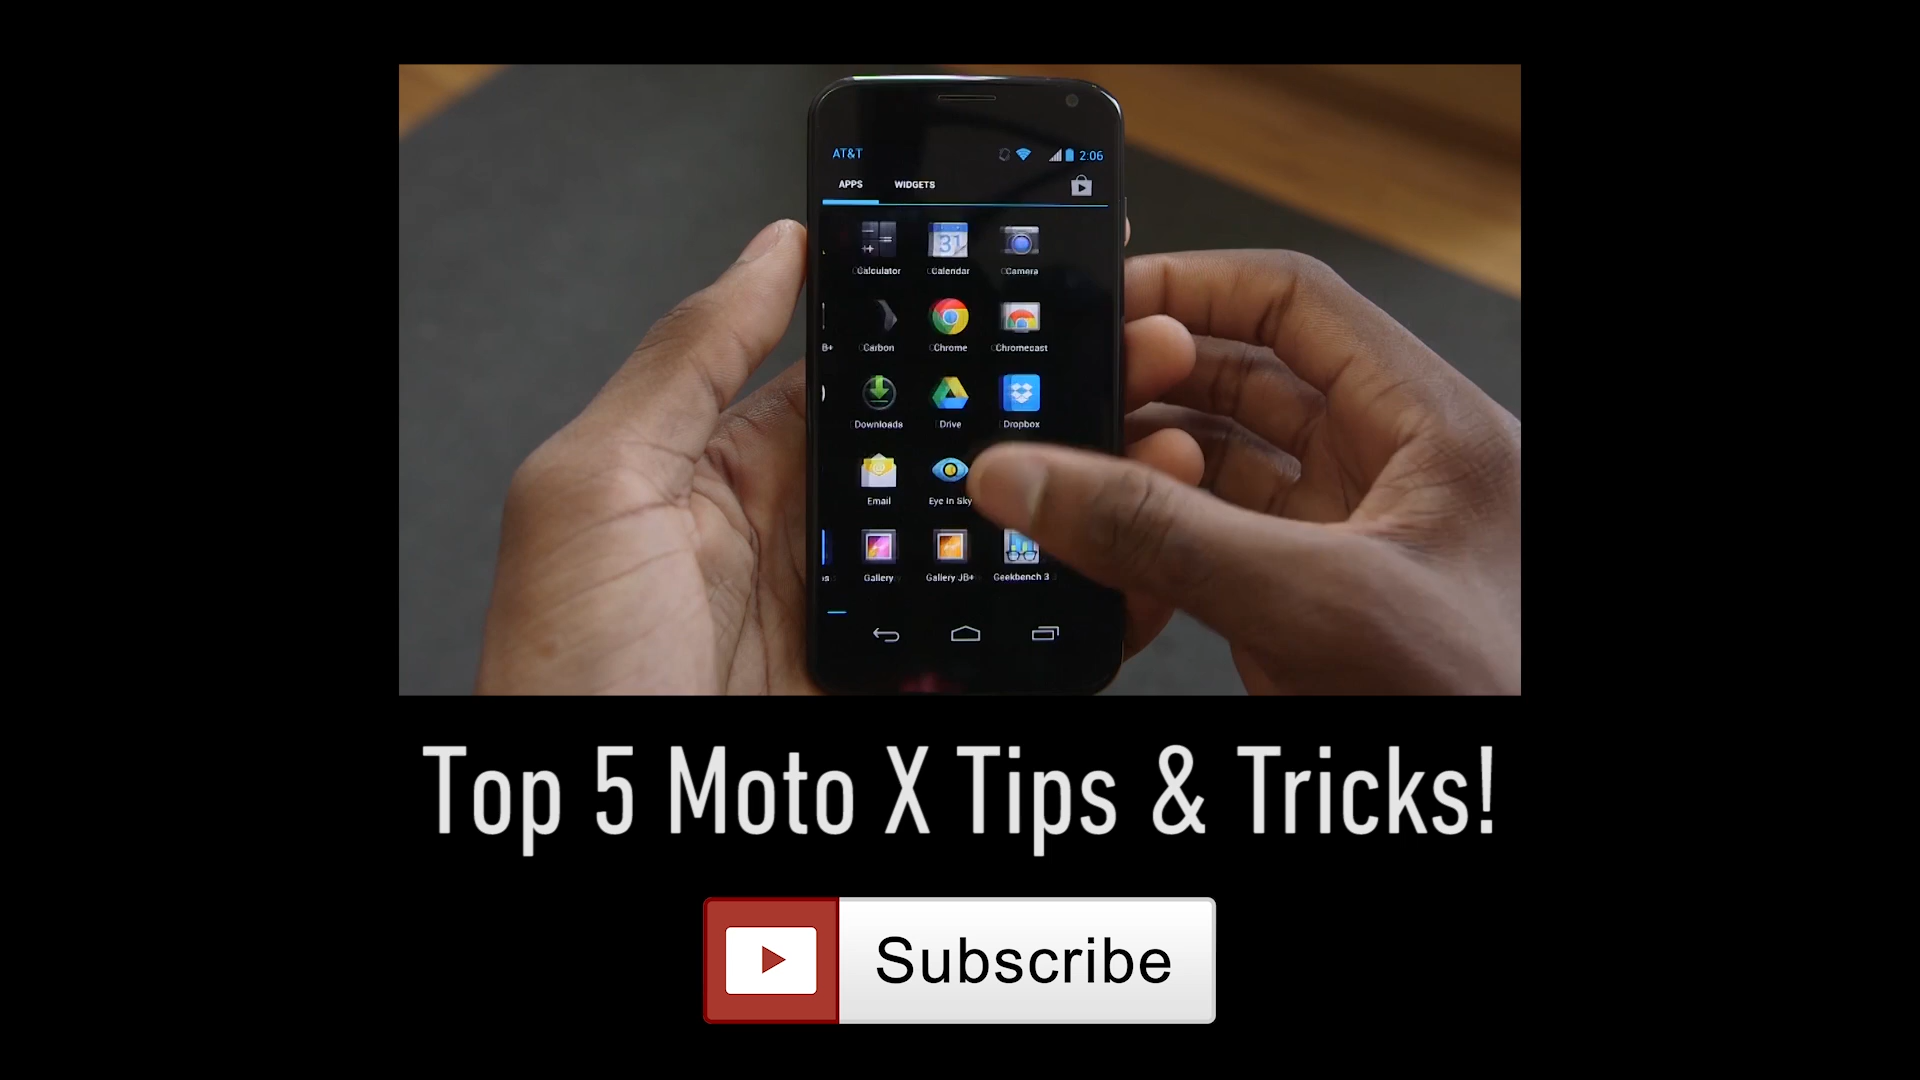 AT&T 2:06
APPS WIDGETS
31
Calculator Calendar Camera
B+ Carbon Chrome Chromecast
Downloads Drive Dropbox
Email Eye In Sky
Gallery Gallery JB+ Geekbench 3
Top 5 Moto X Tips & Tricks!
Subscribe